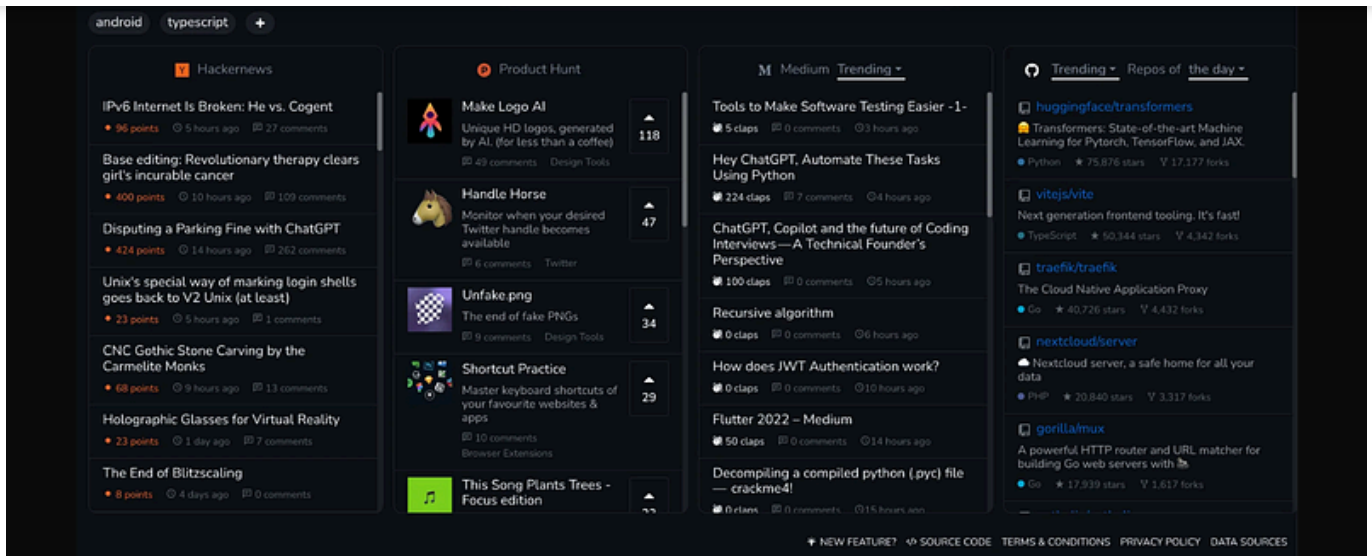 android typescript +
Hackernews
IPv6 Internet Is Broken: He vs. Cogent
96 points 5 hours ago 27 comments
Base editing: Revolutionary therapy clears
girl's incurable cancer
400 points 10 hours ago 109 comments
Disputing a Parking Fine with ChatGPT
424 points 14 hours ago 262 comments
Unix's special way of marking login shells
goes back to V2 Unix (at least)
23 points 5 hours ago 1 comments
CNC Gothic Stone Carving by the
Carmelite Monks
68 points 9 hours ago 13 comments
Holographic Glasses for Virtual Reality
23 points 1 day ago 7 comments
The End of Blitzscaling
8 points 4 days ago 0 comments
Product Hunt
Make Logo AI
Unique HD logos, generated
by AI. (for less than a coffee)
49 comments Design Tools
118
Handle Horse
Monitor when your desired
Twitter handle becomes
available
6 comments Twitter
47
Unfake.png
The end of fake PNGs
9 comments Design Tools
34
Shortcut Practice
Master keyboard shortcuts of
your favourite websites &
apps
10 comments
Browser Extensions
29
This Song Plants Trees -
Focus edition
Medium Trending
Tools to Make Software Testing Easier -1-
5 claps 0 comments 3 hours ago
Hey ChatGPT, Automate These Tasks
Using Python
224 claps 7 comments 4 hours ago
ChatGPT, Copilot and the future of Coding
Interviews — A Technical Founder's
Perspective
100 claps 0 comments 5 hours ago
Recursive algorithm
0 claps 0 comments 6 hours ago
How does JWT Authentication work?
0 claps 0 comments 10 hours ago
Flutter 2022 – Medium
50 claps 0 comments 14 hours ago
Decompiling a compiled python (.pyc) file
— crackme4!
0 claps 0 comments 15 hours ago
Trending Repos of the day
huggingface/transformers
Transformers: State-of-the-art Machine
Learning for Pytorch, TensorFlow, and JAX.
Python 75,876 stars 17,177 forks
vitejs/vite
Next generation frontend tooling. It's fast!
TypeScript 50,344 stars 4,342 forks
traefik/traefik
The Cloud Native Application Proxy
Go 40,726 stars 4,432 forks
nextcloud/server
Nextcloud server, a safe home for all your
data
PHP 20,840 stars 3,317 forks
gorilla/mux
A powerful HTTP router and URL matcher for
building Go web servers with
Go 17,939 stars 1,617 forks
NEW FEATURE? </> SOURCE CODE TERMS & CONDITIONS PRIVACY POLICY DATA SOURCES